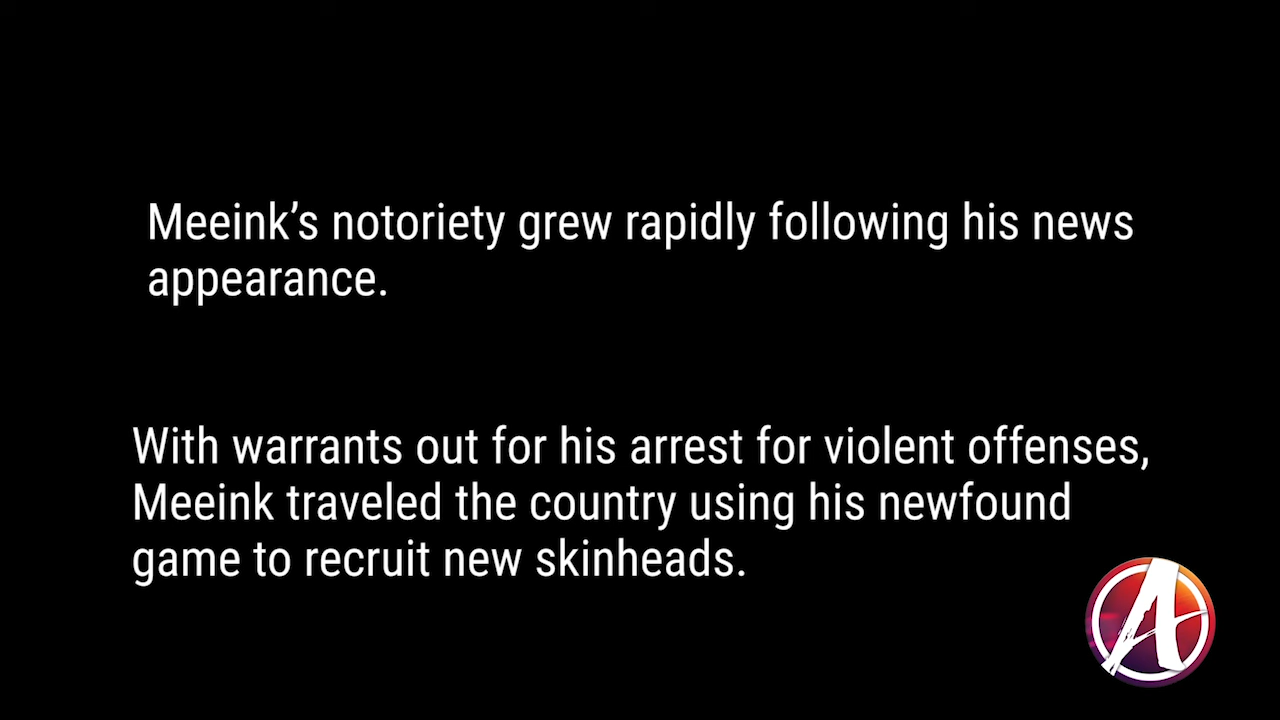 Meeink’s notoriety grew rapidly following his news
appearance.
With warrants out for his arrest for violent offenses,
Meeink traveled the country using his newfound
game to recruit new skinheads.
A